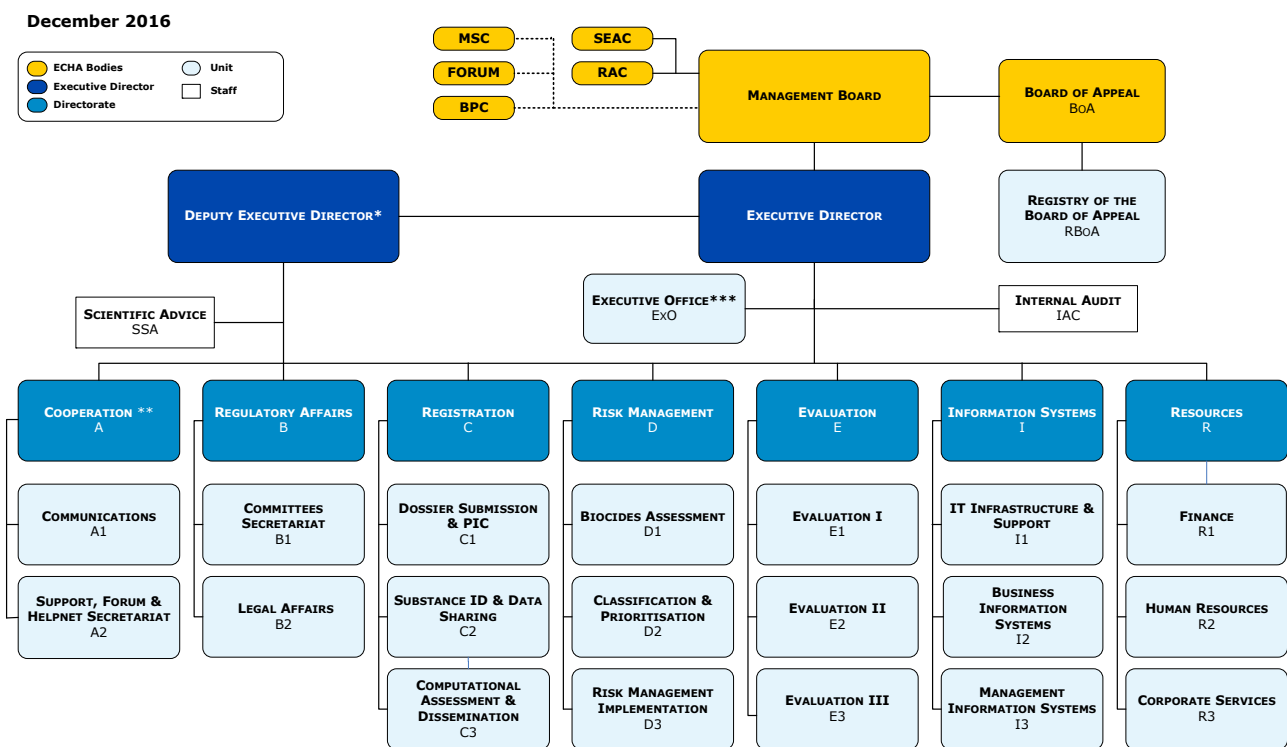 December 2016
ECHA Bodies
Executive Director
Directorate
Unit
Staff
MSC
FORUM
BPC
SEAC
RAC
MANAGEMENT BOARD
BOARD OF APPEAL
BoA
DEPUTY EXECUTIVE DIRECTOR*
EXECUTIVE DIRECTOR
REGISTRY OF THE
BOARD OF APPEAL
RBoA
SCIENTIFIC ADVICE
SSA
EXECUTIVE OFFICE***
ExO
INTERNAL AUDIT
IAC
COOPERATION **
A
REGULATORY AFFAIRS
B
REGISTRATION
C
RISK MANAGEMENT
D
EVALUATION
E
INFORMATION SYSTEMS
I
RESOURCES
R
COMMUNICATIONS
A1
COMMITTEES
SECRETARIAT
B1
DOSSIER SUBMISSION
& PIC
C1
BIOCIDES ASSESSMENT
D1
EVALUATION I
E1
IT INFRASTRUCTURE &
SUPPORT
I1
FINANCE
R1
SUPPORT, FORUM &
HELPNET SECRETARIAT
A2
LEGAL AFFAIRS
B2
SUBSTANCE ID & DATA
SHARING
C2
CLASSIFICATION &
PRIORITISATION
D2
EVALUATION II
E2
BUSINESS
INFORMATION
SYSTEMS
I2
HUMAN RESOURCES
R2
COMPUTATIONAL
ASSESSMENT &
DISSEMINATION
C3
RISK MANAGEMENT
IMPLEMENTATION
D3
EVALUATION III
E3
MANAGEMENT
INFORMATION SYSTEMS
I3
CORPORATE SERVICES
R3